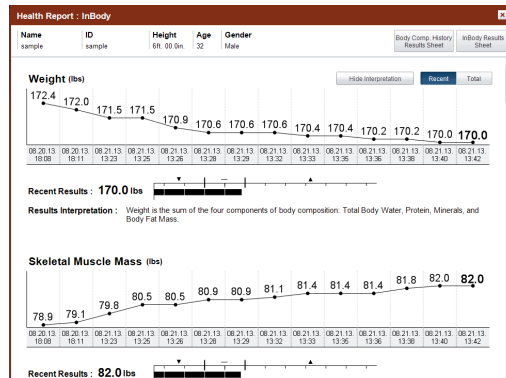 Health Report : InBody
Name ID Height Age Gender
sample sample 6ft. 00.0in. 32 Male
Body Comp. History Results Sheet
InBody Results Sheet
Weight (lbs)
Hide Interpretation Recent Total
172.4 172.0 171.5 171.5 170.9 170.6 170.6 170.6 170.4 170.4 170.2 170.2 170.0 170.0
08.20.13. 08.20.13. 08.21.13. 08.21.13. 08.21.13. 08.21.13. 08.21.13. 08.21.13. 08.21.13. 08.21.13. 08.21.13. 08.21.13. 08.21.13. 08.21.13.
18:08 18:11 13:23 13:25 13:26 13:28 13:29 13:32 13:33 13:35 13:36 13:38 13:40 13:42
Recent Results : 170.0 lbs
Results Interpretation : Weight is the sum of the four components of body composition: Total Body Water, Protein, Minerals, and
Body Fat Mass.
Skeletal Muscle Mass (lbs)
78.9 79.1 79.8 80.5 80.5 80.9 80.9 81.1 81.4 81.4 81.4 81.8 82.0 82.0
08.20.13. 08.20.13. 08.21.13. 08.21.13. 08.21.13. 08.21.13. 08.21.13. 08.21.13. 08.21.13. 08.21.13. 08.21.13. 08.21.13. 08.21.13. 08.21.13.
18:08 18:11 13:23 13:25 13:26 13:28 13:29 13:32 13:33 13:35 13:36 13:38 13:40 13:42
Recent Results : 82.0 lbs